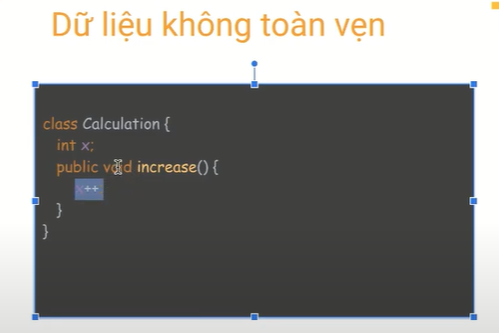 Dữ liệu không toàn vẹn
class Calculation {
int x;
public void increase() {
x++
}
}